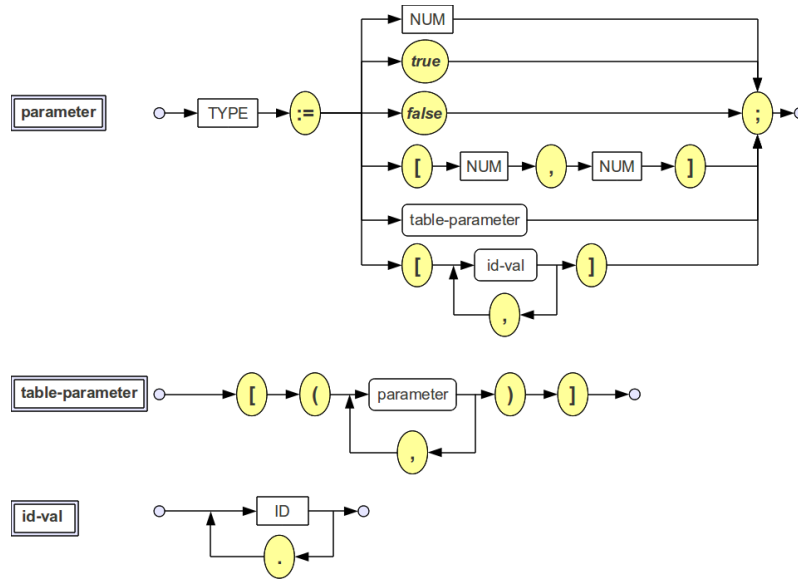 NUM
true
parameter TYPE := false ;
[ NUM , NUM ]
table-parameter
[ id-val ]
,
table-parameter [ ( parameter ) ]
,
id-val ID
.